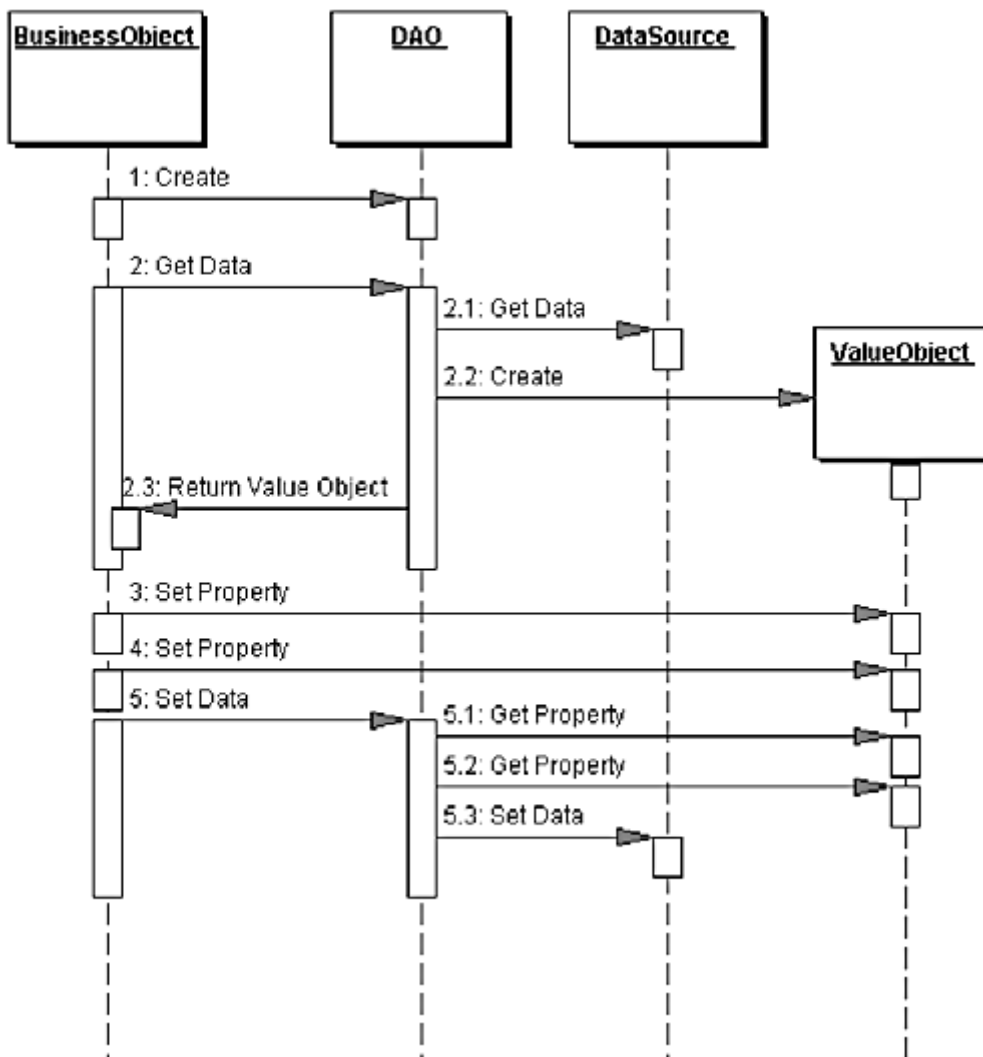 BusinessObject
DAO
DataSource
1: Create
2: Get Data
2.1: Get Data
ValueObject
2.2: Create
2.3: Return Value Object
3: Set Property
4: Set Property
5: Set Data
5.1: Get Property
5.2: Get Property
5.3: Set Data